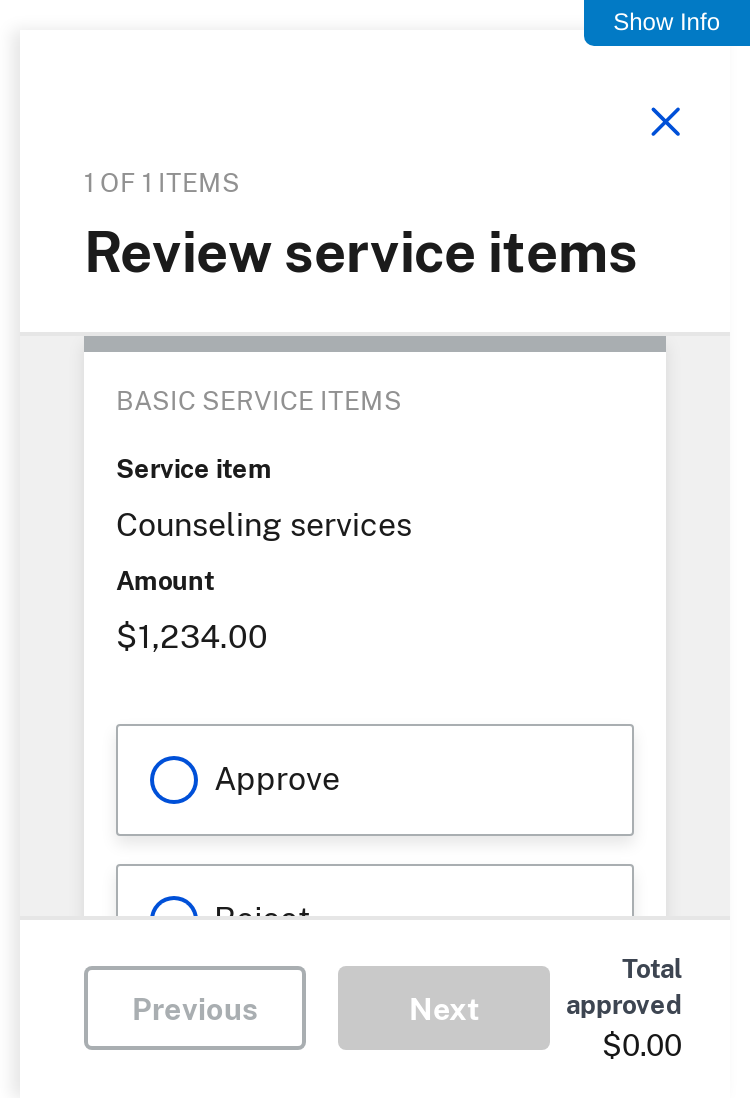 Show Info
1 OF 1 ITEMS
Review service items
BASIC SERVICE ITEMS
Service item
Counseling services
Amount
$1,234.00
Approve
Reject
Previous
Next
Total
approved
$0.00